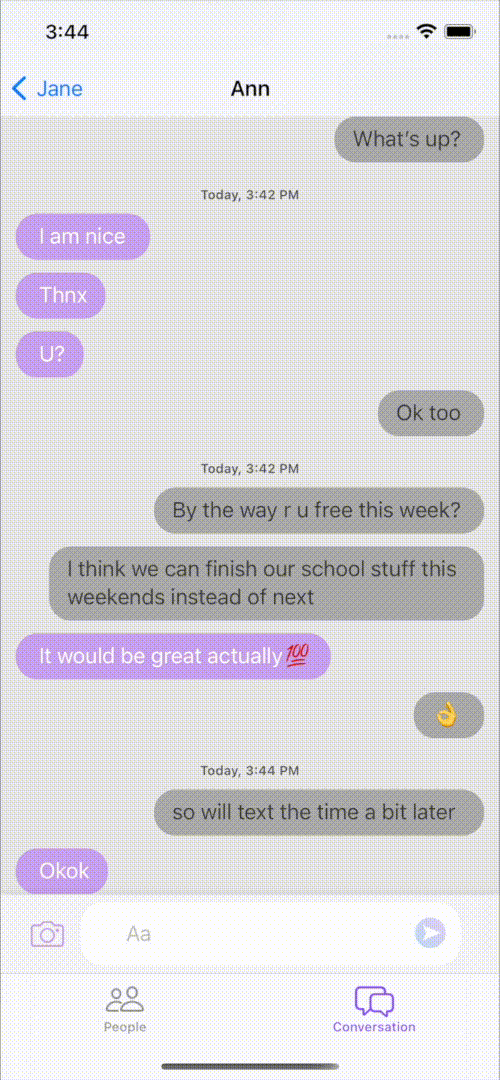 3:44
Jane
Ann
What's up?
Today, 3:42 PM
I am nice
Thnx
U?
Ok too
Today, 3:42 PM
By the way r u free this week?
I think we can finish our school stuff this
weekends instead of next
It would be great actually💯
👌
Today, 3:44 PM
so will text the time a bit later
Okok
Aa
People
Conversation